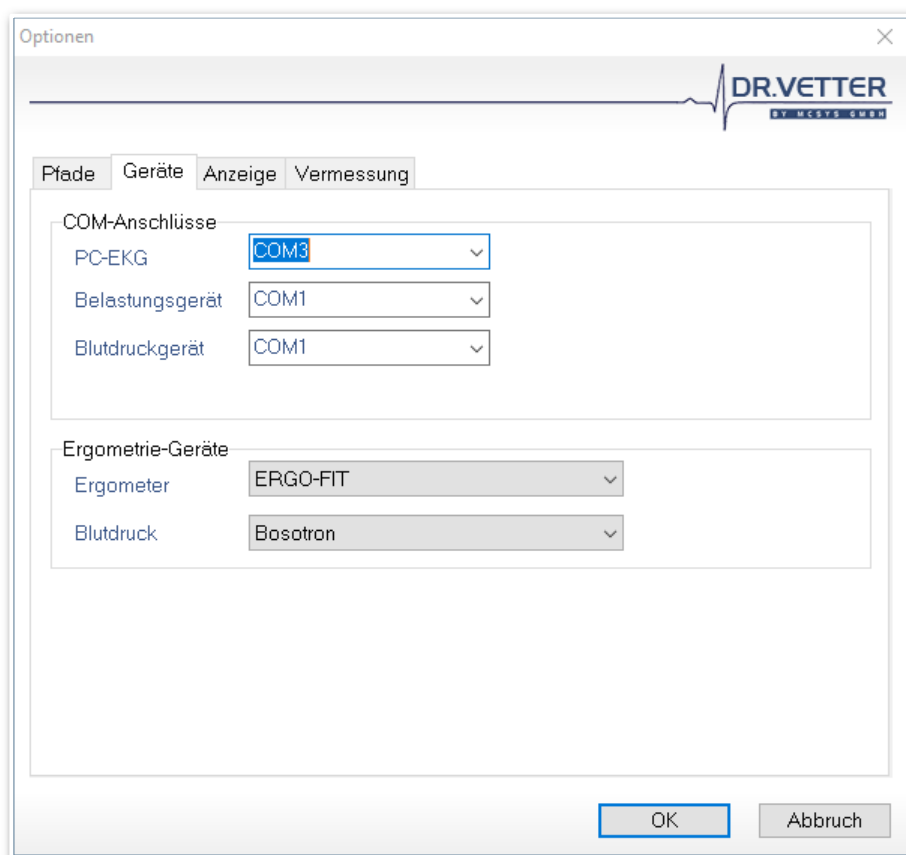 Optionen
DR.VETTER
BY MCSYS GMBH
Pfade Geräte Anzeige Vermessung
COM-Anschlüsse
PC-EKG COM3
Belastungsgerät COM1
Blutdruckgerät COM1
Ergometrie-Geräte
Ergometer ERGO-FIT
Blutdruck Bosotron
OK Abbruch